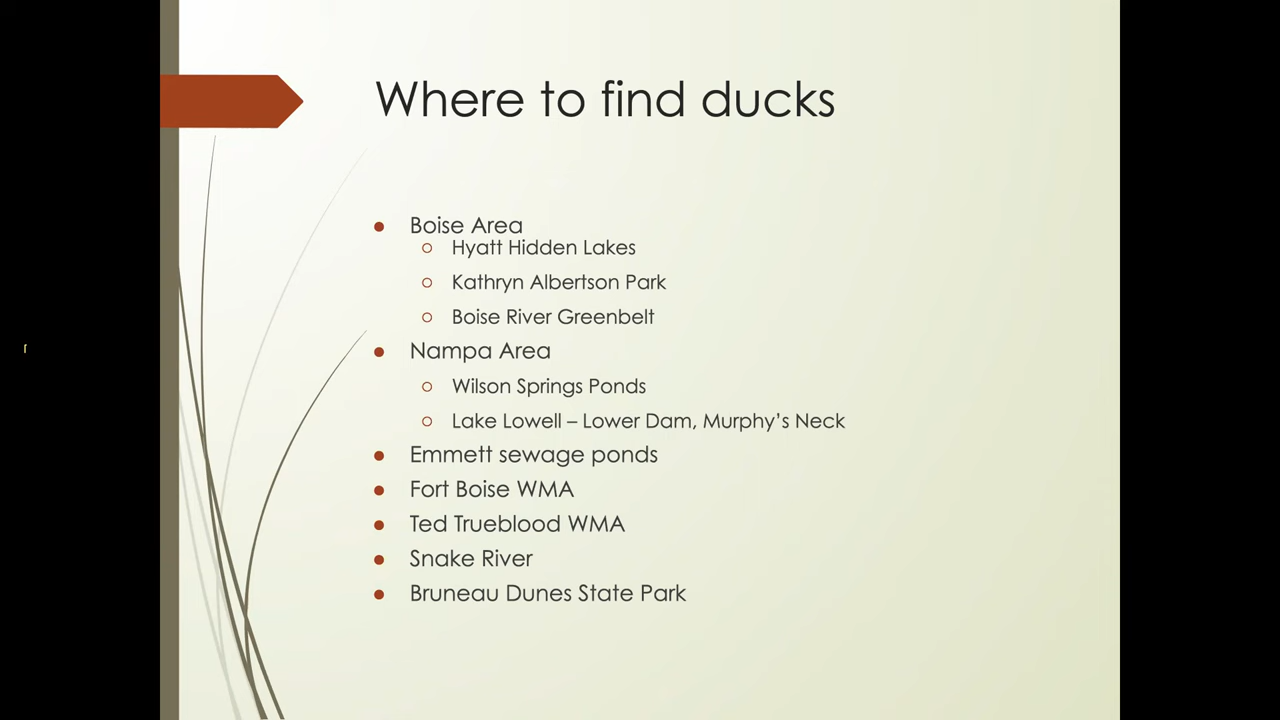 Where to find ducks
Boise Area
Hyatt Hidden Lakes
Kathryn Albertson Park
Boise River Greenbelt
Nampa Area
Wilson Springs Ponds
Lake Lowell – Lower Dam, Murphy’s Neck
Emmett sewage ponds
Fort Boise WMA
Ted Trueblood WMA
Snake River
Bruneau Dunes State Park